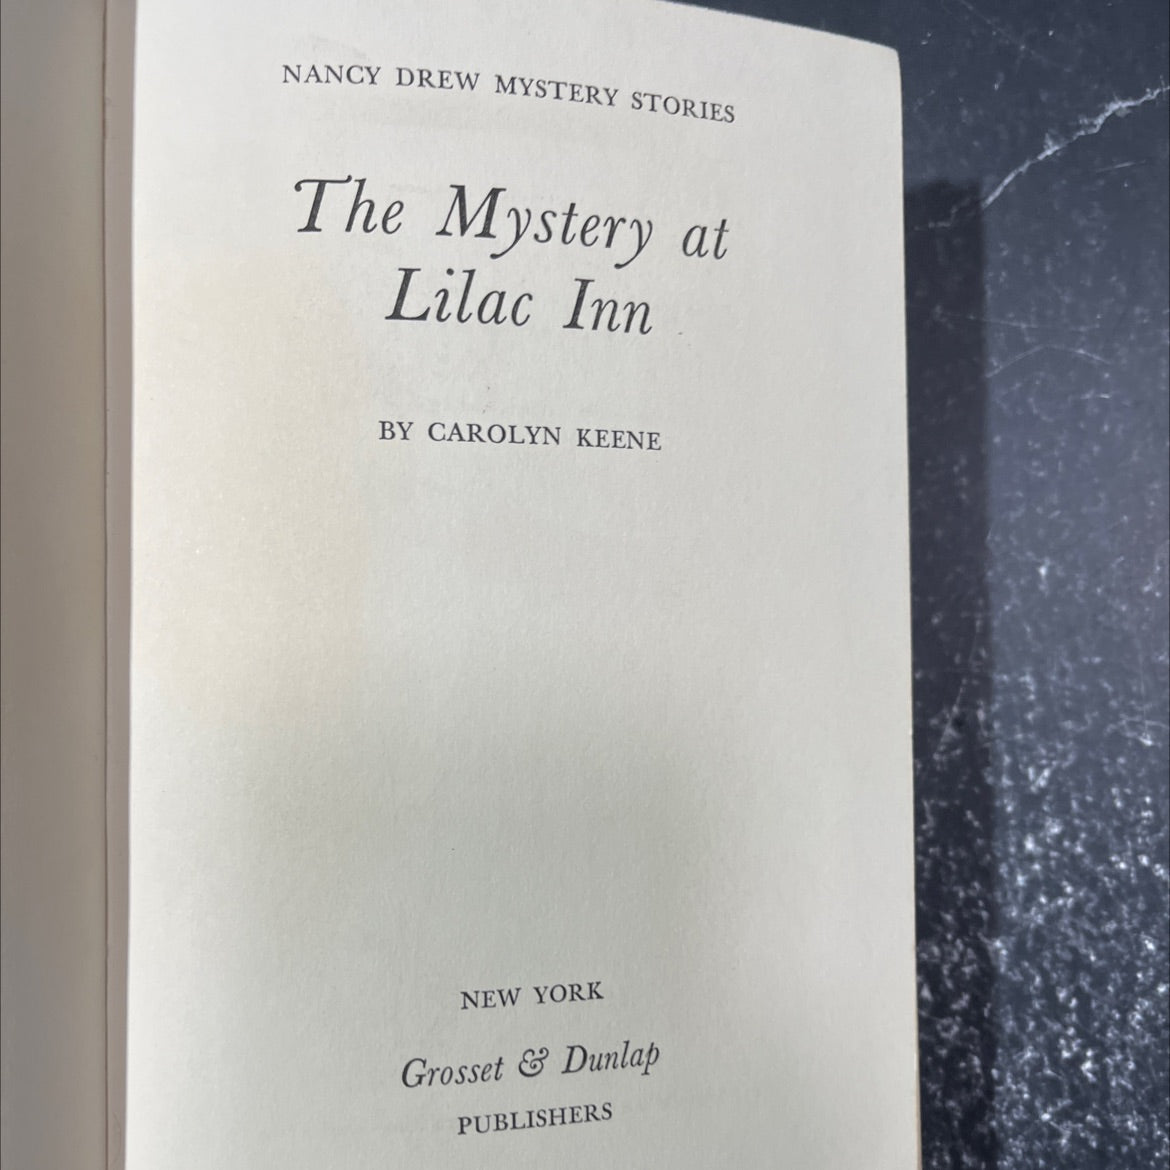 NANCY DREW MYSTERY STORIES
The Mystery at
Lilac Inn
BY CAROLYN KEENE
NEW YORK
Grosset & Dunlap
PUBLISHERS